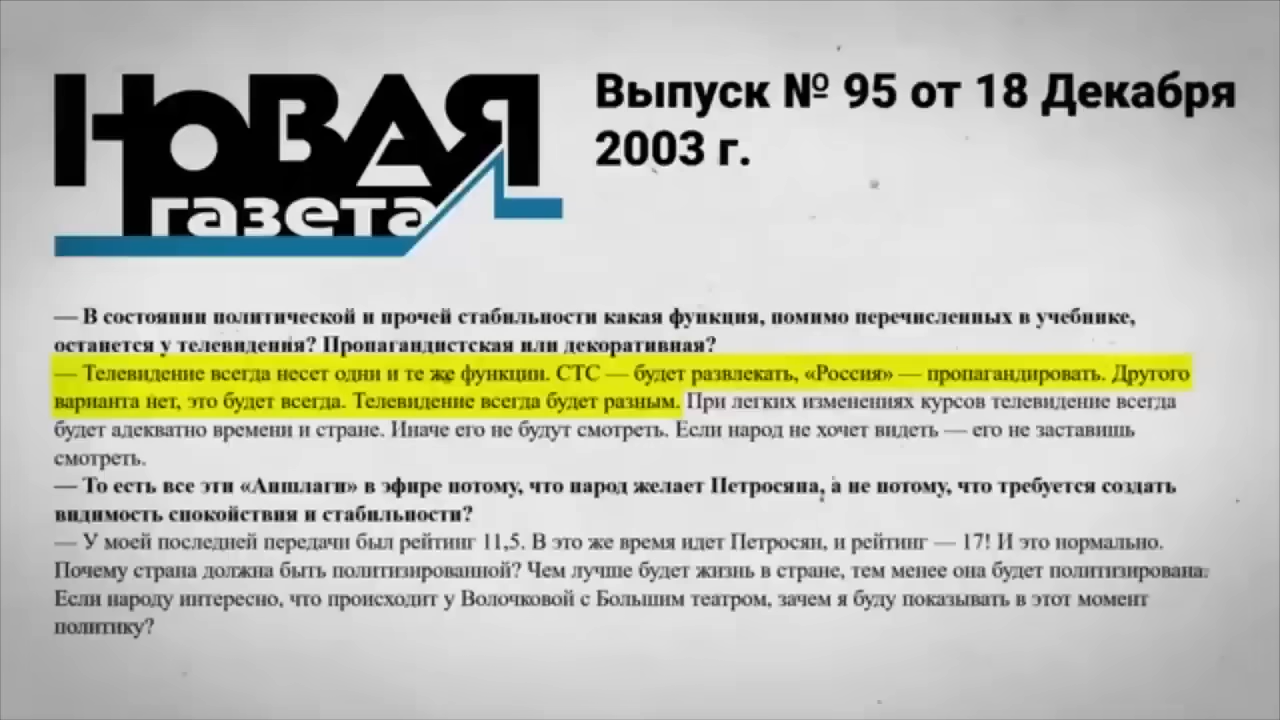 НОВАЯ
газета
Выпуск № 95 от 18 Декабря
2003 г.
— В состоянии политической и прочей стабильности какая функция, помимо перечисленных в учебнике,
останется у телевидения? Пропагандистская или декоративная?
— Телевидение всегда несет одни и те же функции. СТС — будет развлекать, «Россия» — пропагандировать. Другого
варианта нет, это будет всегда. Телевидение всегда будет разным. При легких изменениях курсов телевидение всегда
будет адекватно времени и стране. Иначе его не будут смотреть. Если народ не хочет видеть — его не заставишь
смотреть.
— То есть все эти «Аншлаги» в эфире потому, что народ желает Петросяна, а не потому, что требуется создать
видимость спокойствия и стабильности?
— У моей последней передачи был рейтинг 11,5. В это же время идет Петросян, и рейтинг — 17! И это нормально.
Почему страна должна быть политизированной? Чем лучше будет жизнь в стране, тем менее она будет политизирована.
Если народу интересно, что происходит у Волочковой с Большим театром, зачем я буду показывать в этот момент
политику?